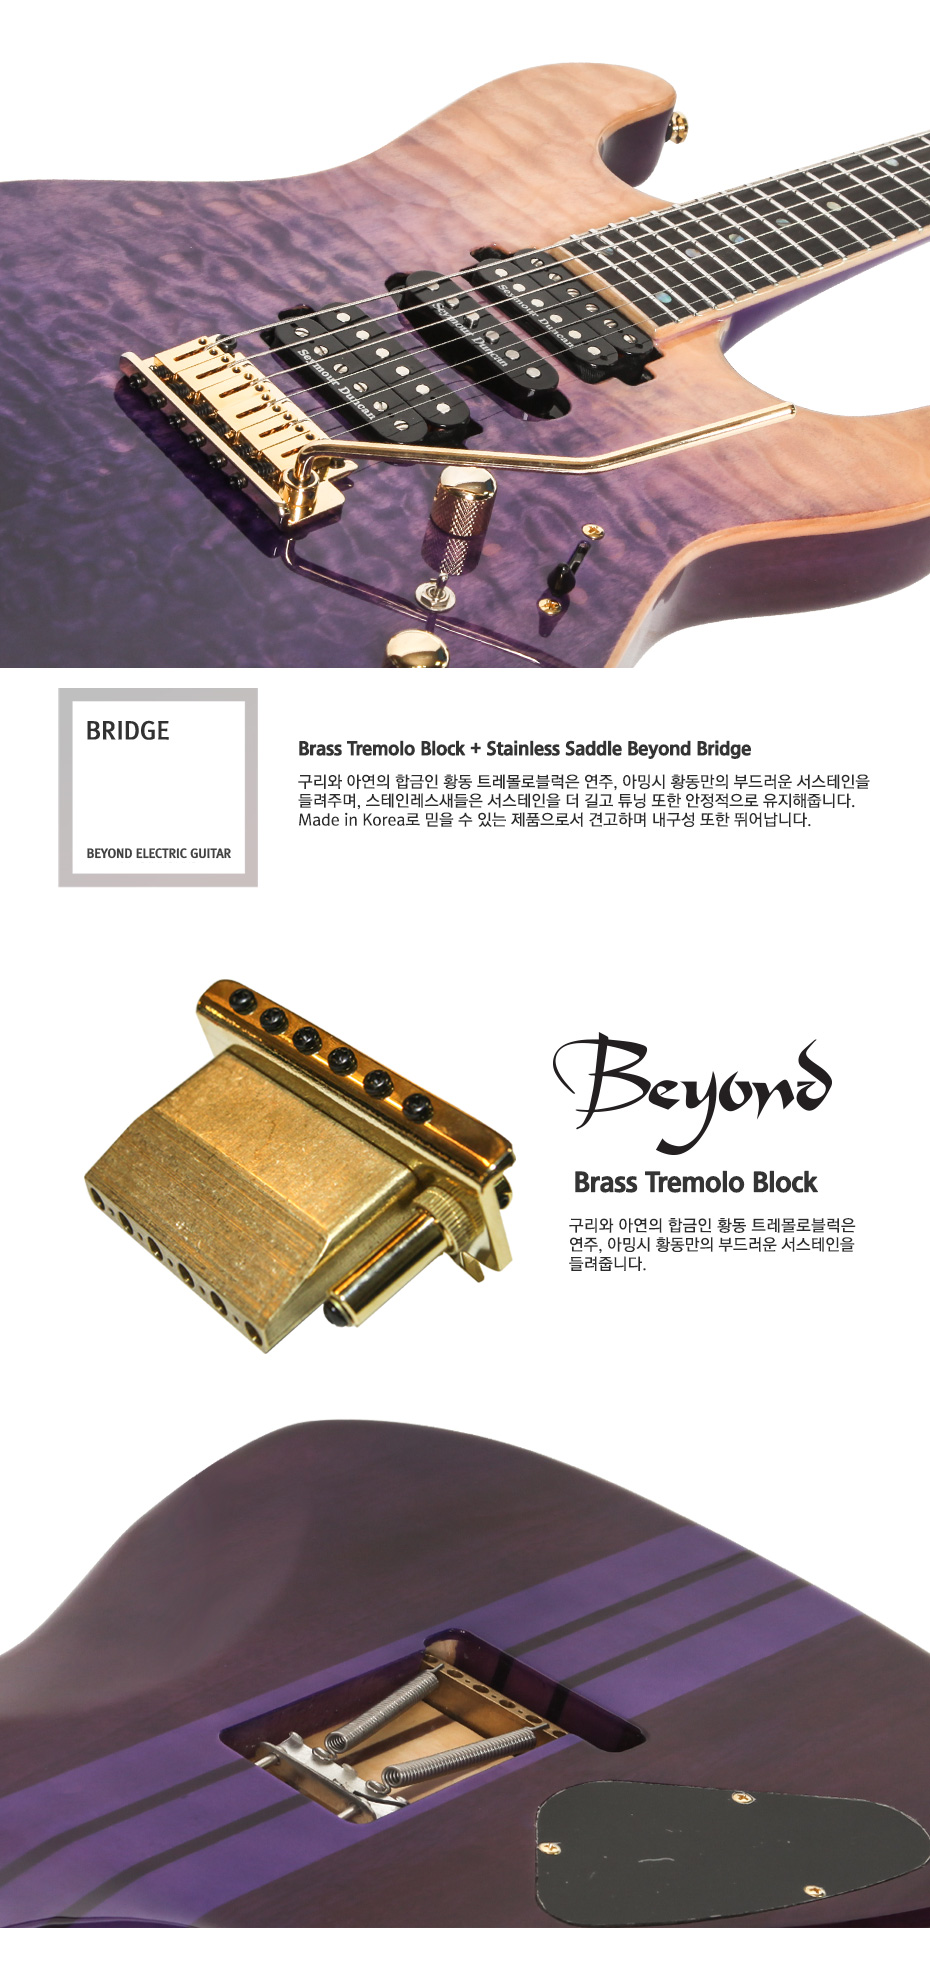 Seymour Duncan
Seymour Duncan
Seymour Duncan
BRIDGE
BEYOND ELECTRIC GUITAR
Brass Tremolo Block + Stainless Saddle Beyond Bridge
구리와 아연의 합금인 황동 트레몰로블럭은 연주, 아밍시 황동만의 부드러운 서스테인을
들려주며, 스테인레스새들은 서스테인을 더 길고 튜닝 또한 안정적으로 유지해줍니다.
Made in Korea로 믿을 수 있는 제품으로서 견고하며 내구성 또한 뛰어납니다.
Beyond
Brass Tremolo Block
구리와 아연의 합금인 황동 트레몰로블럭은
연주, 아밍시 황동만의 부드러운 서스테인을
들려줍니다.